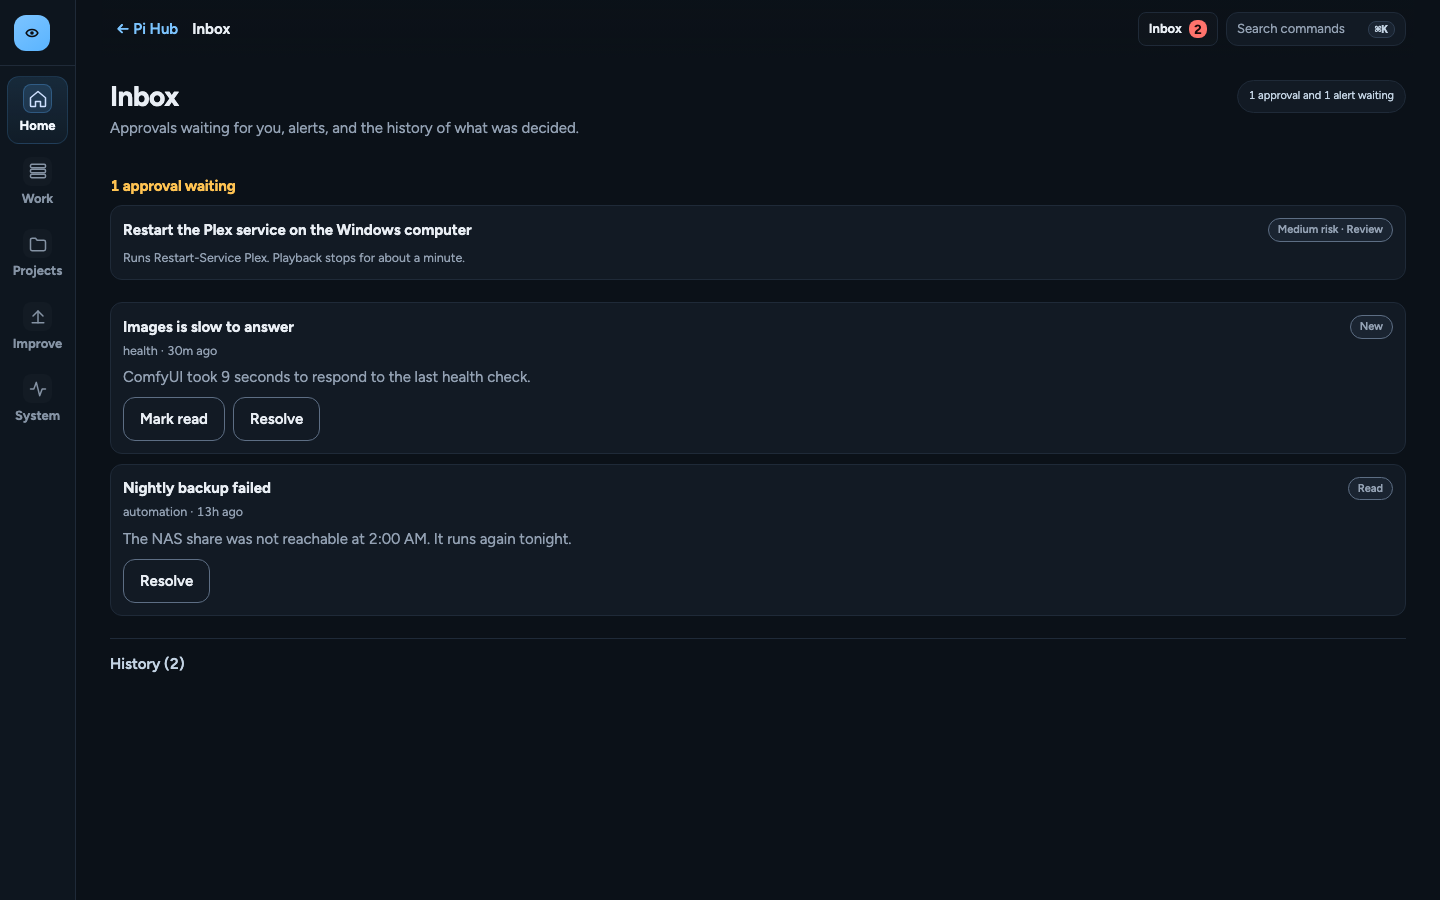 ← Pi Hub Inbox
Inbox 2
Search commands ⌘K
Home
Work
Projects
Improve
System
Inbox
1 approval and 1 alert waiting
Approvals waiting for you, alerts, and the history of what was decided.
1 approval waiting
Restart the Plex service on the Windows computer
Medium risk · Review
Runs Restart-Service Plex. Playback stops for about a minute.
Images is slow to answer
New
health · 30m ago
ComfyUI took 9 seconds to respond to the last health check.
Mark read Resolve
Nightly backup failed
Read
automation · 13h ago
The NAS share was not reachable at 2:00 AM. It runs again tonight.
Resolve
History (2)